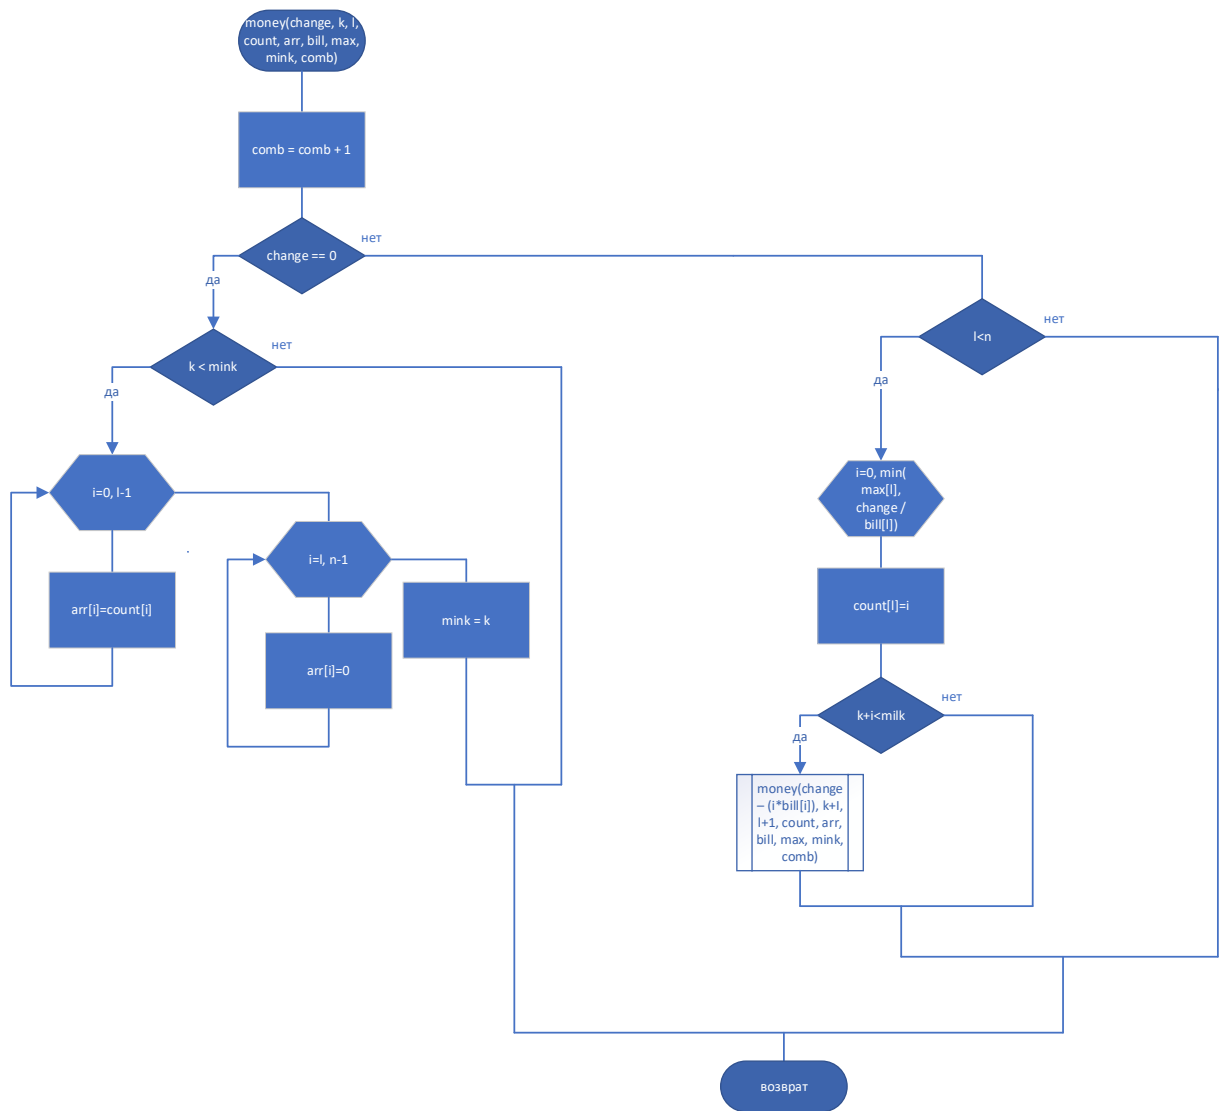 money(change, k, l,
count, arr, bill, max,
mink, comb)
comb = comb + 1
change == 0
нет
да
k < mink
нет
да
i=0, l-1
arr[i]=count[i]
i=l, n-1
arr[i]=0
mink = k
l<n
нет
да
i=0, min(
max[l],
change /
bill[l])
count[l]=i
k+i<milk
нет
да
money(change
– (i*bill[i]), k+I,
l+1, count, arr,
bill, max, mink,
comb)
возврат